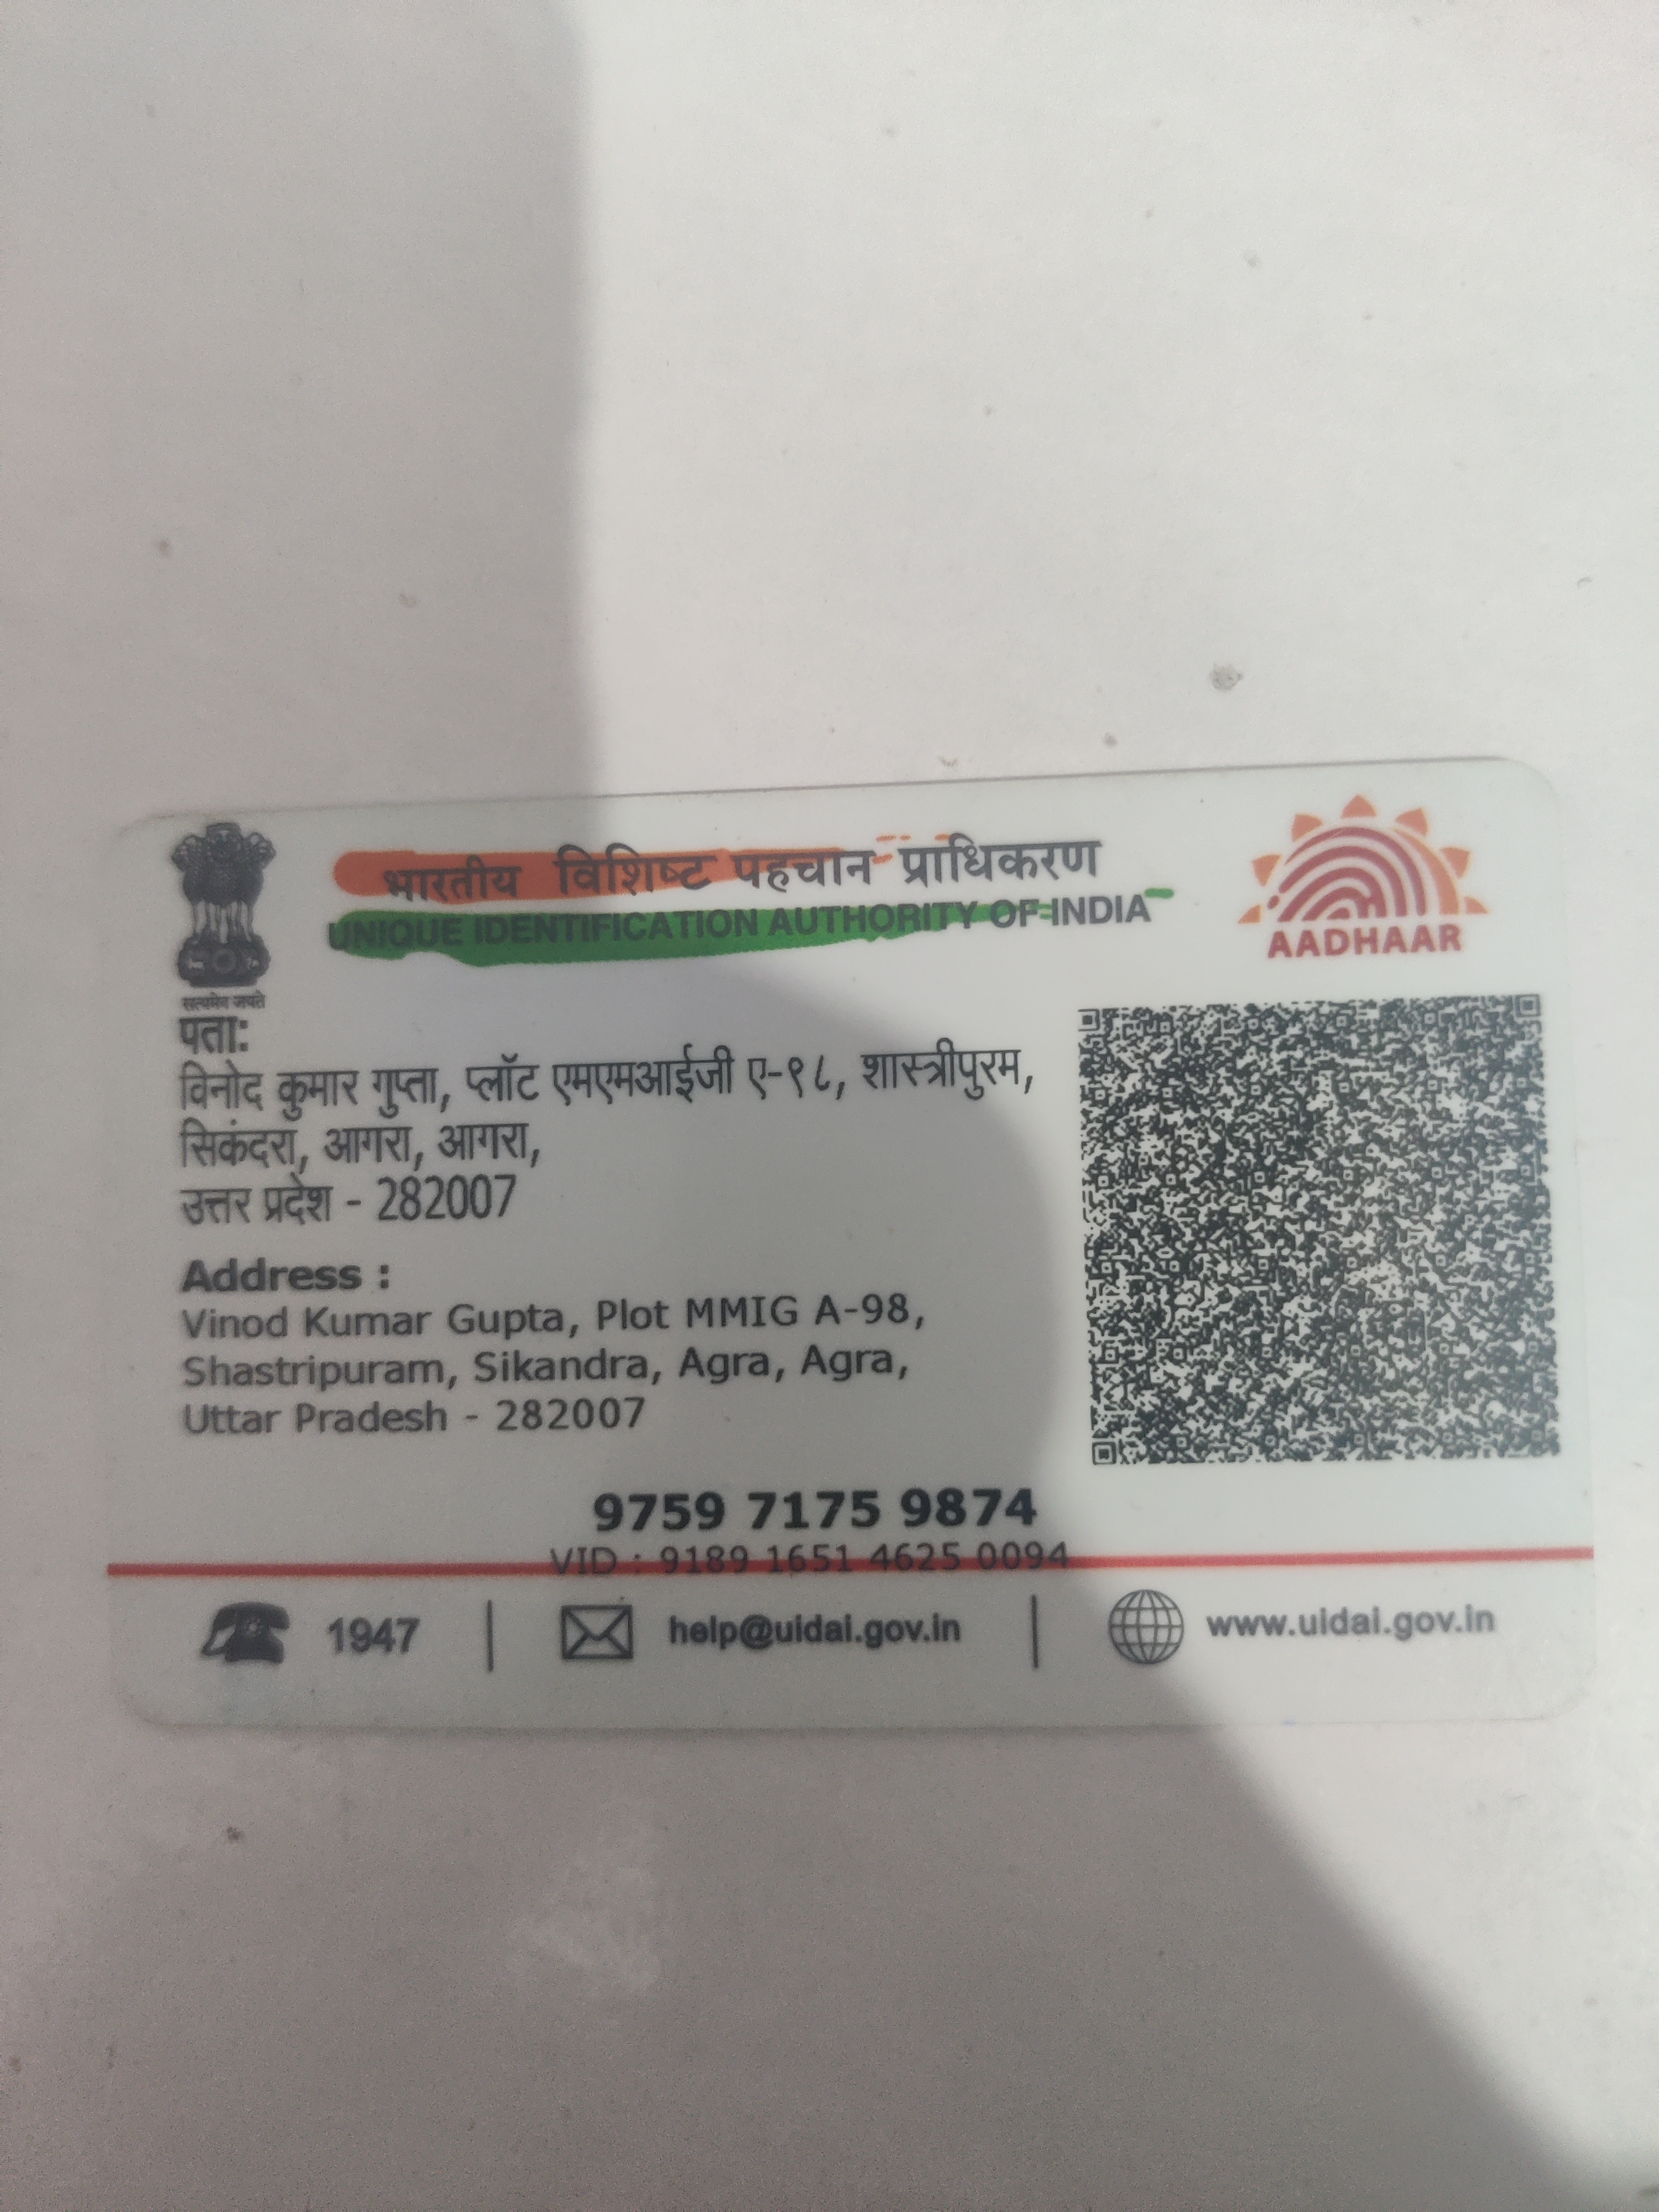 भारतीय विशिष्ट पहचान प्राधिकरण
UNIQUE IDENTIFICATION AUTHORITY OF INDIA
AADHAAR
सत्यमेव जयते
पता:
विनोद कुमार गुप्ता, प्लॉट एमएमआईजी ए-९८, शास्त्रीपुरम,
सिकंदरा, आगरा, आगरा,
उत्तर प्रदेश - 282007
Address :
Vinod Kumar Gupta, Plot MMIG A-98,
Shastripuram, Sikandra, Agra, Agra,
Uttar Pradesh - 282007
9759 7175 9874
VID : 9189 1651 4625 0094
1947 | help@uidai.gov.in | www.uidai.gov.in